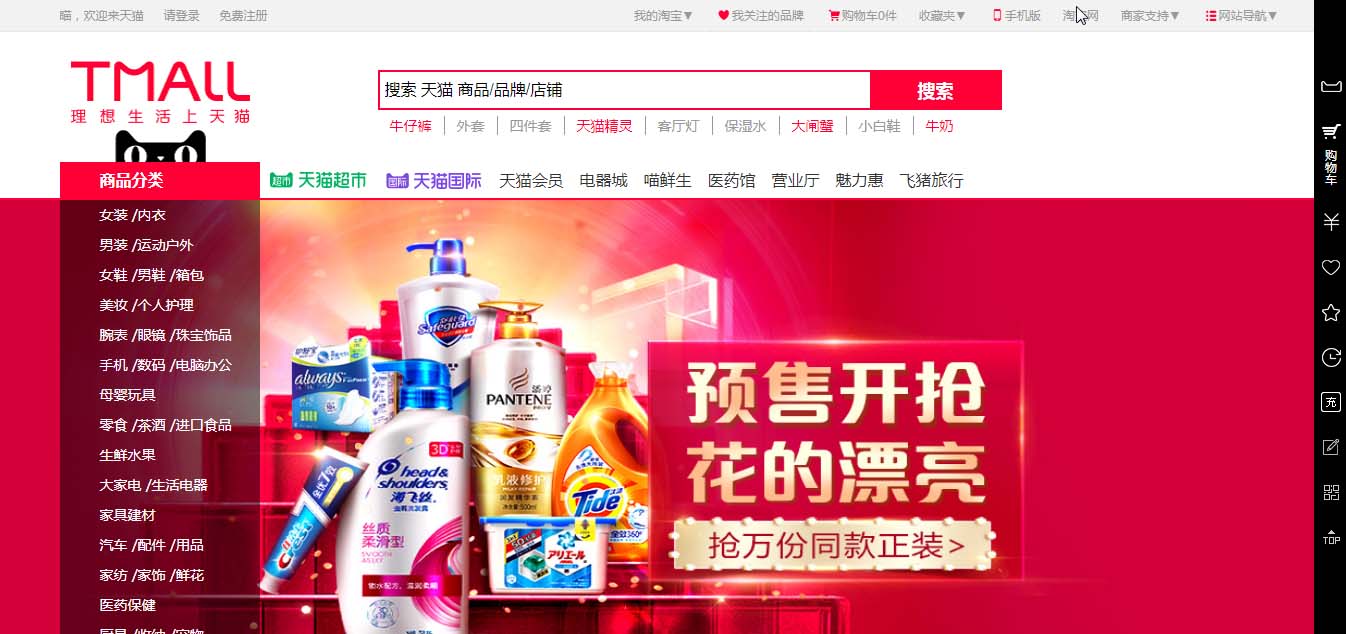 喵，欢迎来天猫 请登录 免费注册 我的淘宝▼ 我关注的品牌 购物车0件 收藏夹▼ 手机版 淘 网 商家支持▼ 网站导航▼
TMALL
理想生活上天猫
搜索 天猫 商品/品牌/店铺 搜索
牛仔裤 外套 四件套 天猫精灵 客厅灯 保湿水 大闸蟹 小白鞋 牛奶
商品分类 超市 天猫超市 国际 天猫国际 天猫会员 电器城 喵鲜生 医药馆 营业厅 魅力惠 飞猪旅行
女装 /内衣
男装 /运动户外
女鞋 /男鞋 /箱包
美妆 /个人护理
腕表 /眼镜 /珠宝饰品
手机 /数码 /电脑办公
母婴玩具
零食 /茶酒 /进口食品
生鲜水果
大家电 /生活电器
家具建材
汽车 /配件 /用品
家纺 /家饰 /鲜花
医药保健
Safeguard
always
PANTENE
乳液修护
3D
head&
shoulders
海飞丝
丝质
柔滑型
SMOOTH
& SILKY
Tide
全效360°
アリエール
预售开抢
花的漂亮
抢万份同款正装>
购物车
充
TOP